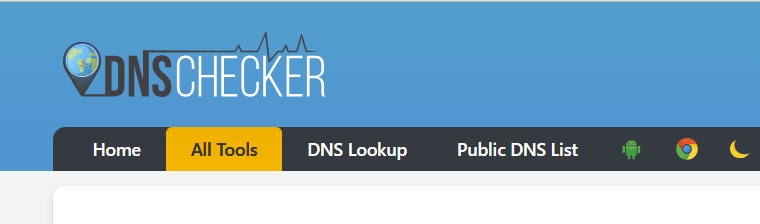 DNSCHECKER
Home All Tools DNS Lookup Public DNS List